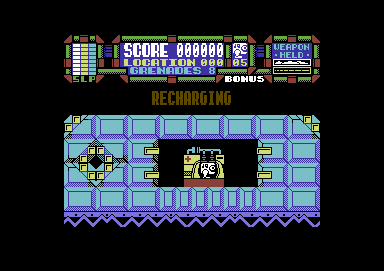 SCORE 000000
WEAPON
HELD
LOCATION 000 05
GRENADES 8
SLP
BONUS
RECHARGING